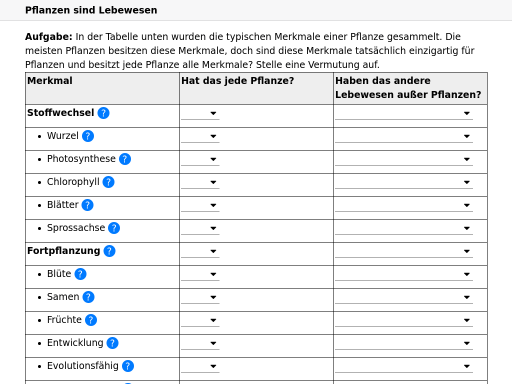 Pflanzen sind Lebewesen
Aufgabe: In der Tabelle unten wurden die typischen Merkmale einer Pflanze gesammelt. Die
meisten Pflanzen besitzen diese Merkmale, doch sind diese Merkmale tatsächlich einzigartig für
Pflanzen und besitzt jede Pflanze alle Merkmale? Stelle eine Vermutung auf.
Merkmal Hat das jede Pflanze? Haben das andere
Lebewesen außer Pflanzen?
Stoffwechsel ?
• Wurzel ?
• Photosynthese ?
• Chlorophyll ?
• Blätter ?
• Sprossachse ?
Fortpflanzung ?
• Blüte ?
• Samen ?
• Früchte ?
• Entwicklung ?
• Evolutionsfähig ?